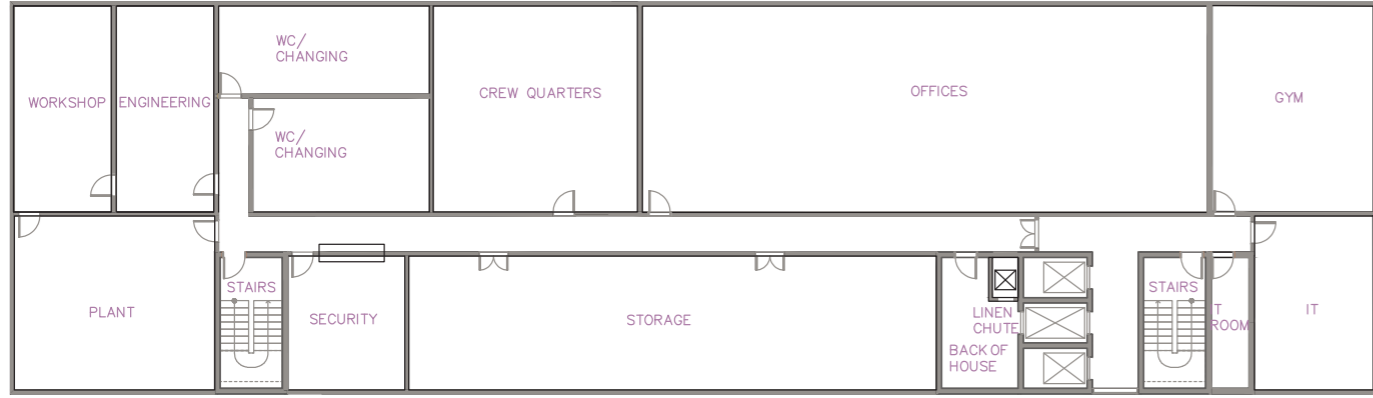 WC/
CHANGING
WORKSHOP
ENGINEERING
CREW QUARTERS
OFFICES
GYM
WC/
CHANGING
STAIRS
PLANT
SECURITY
STORAGE
LINEN
CHUTE
BACK OF
HOUSE
STAIRS
IT
ROOM
IT